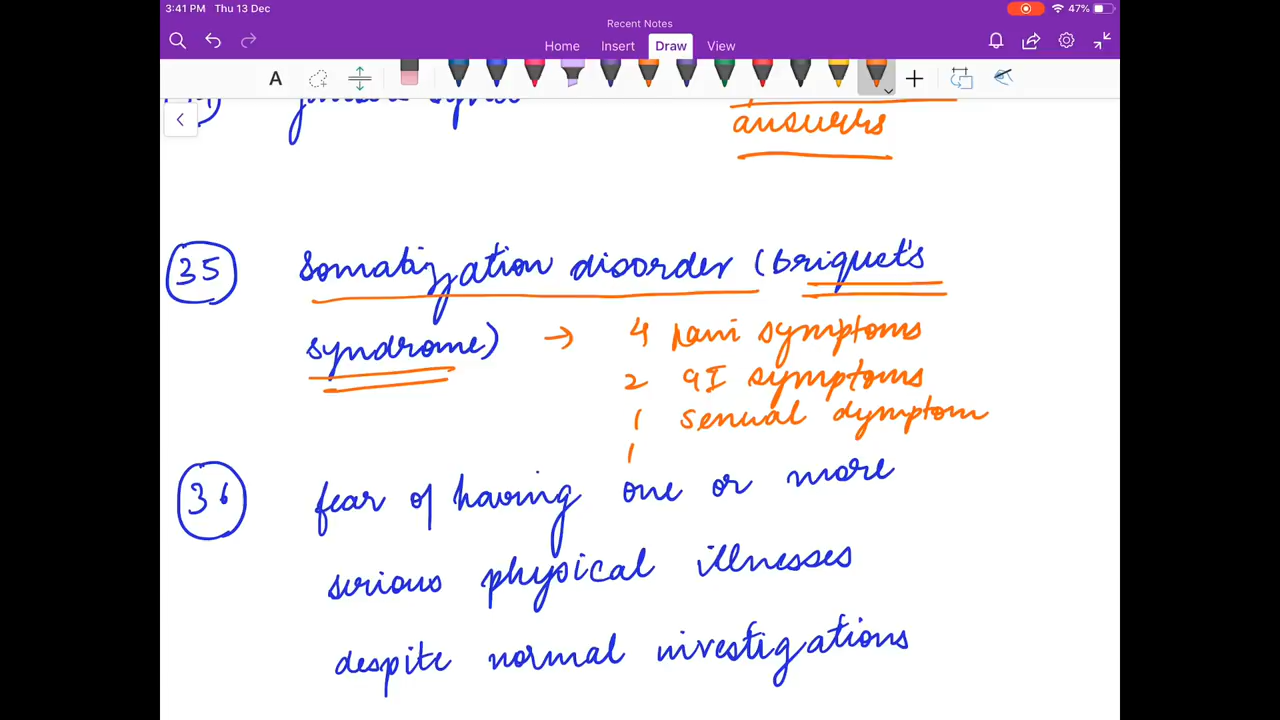 3:41 PM Thu 13 Dec
47%
Recent Notes
Home Insert Draw View
A
answers
35 somatization disorder (briquet's
syndrome) → 4 pain symptoms
2 GI symptoms
1 sexual dymptom
1
36 fear of having one or more
serious physical illnesses
despite normal investigations